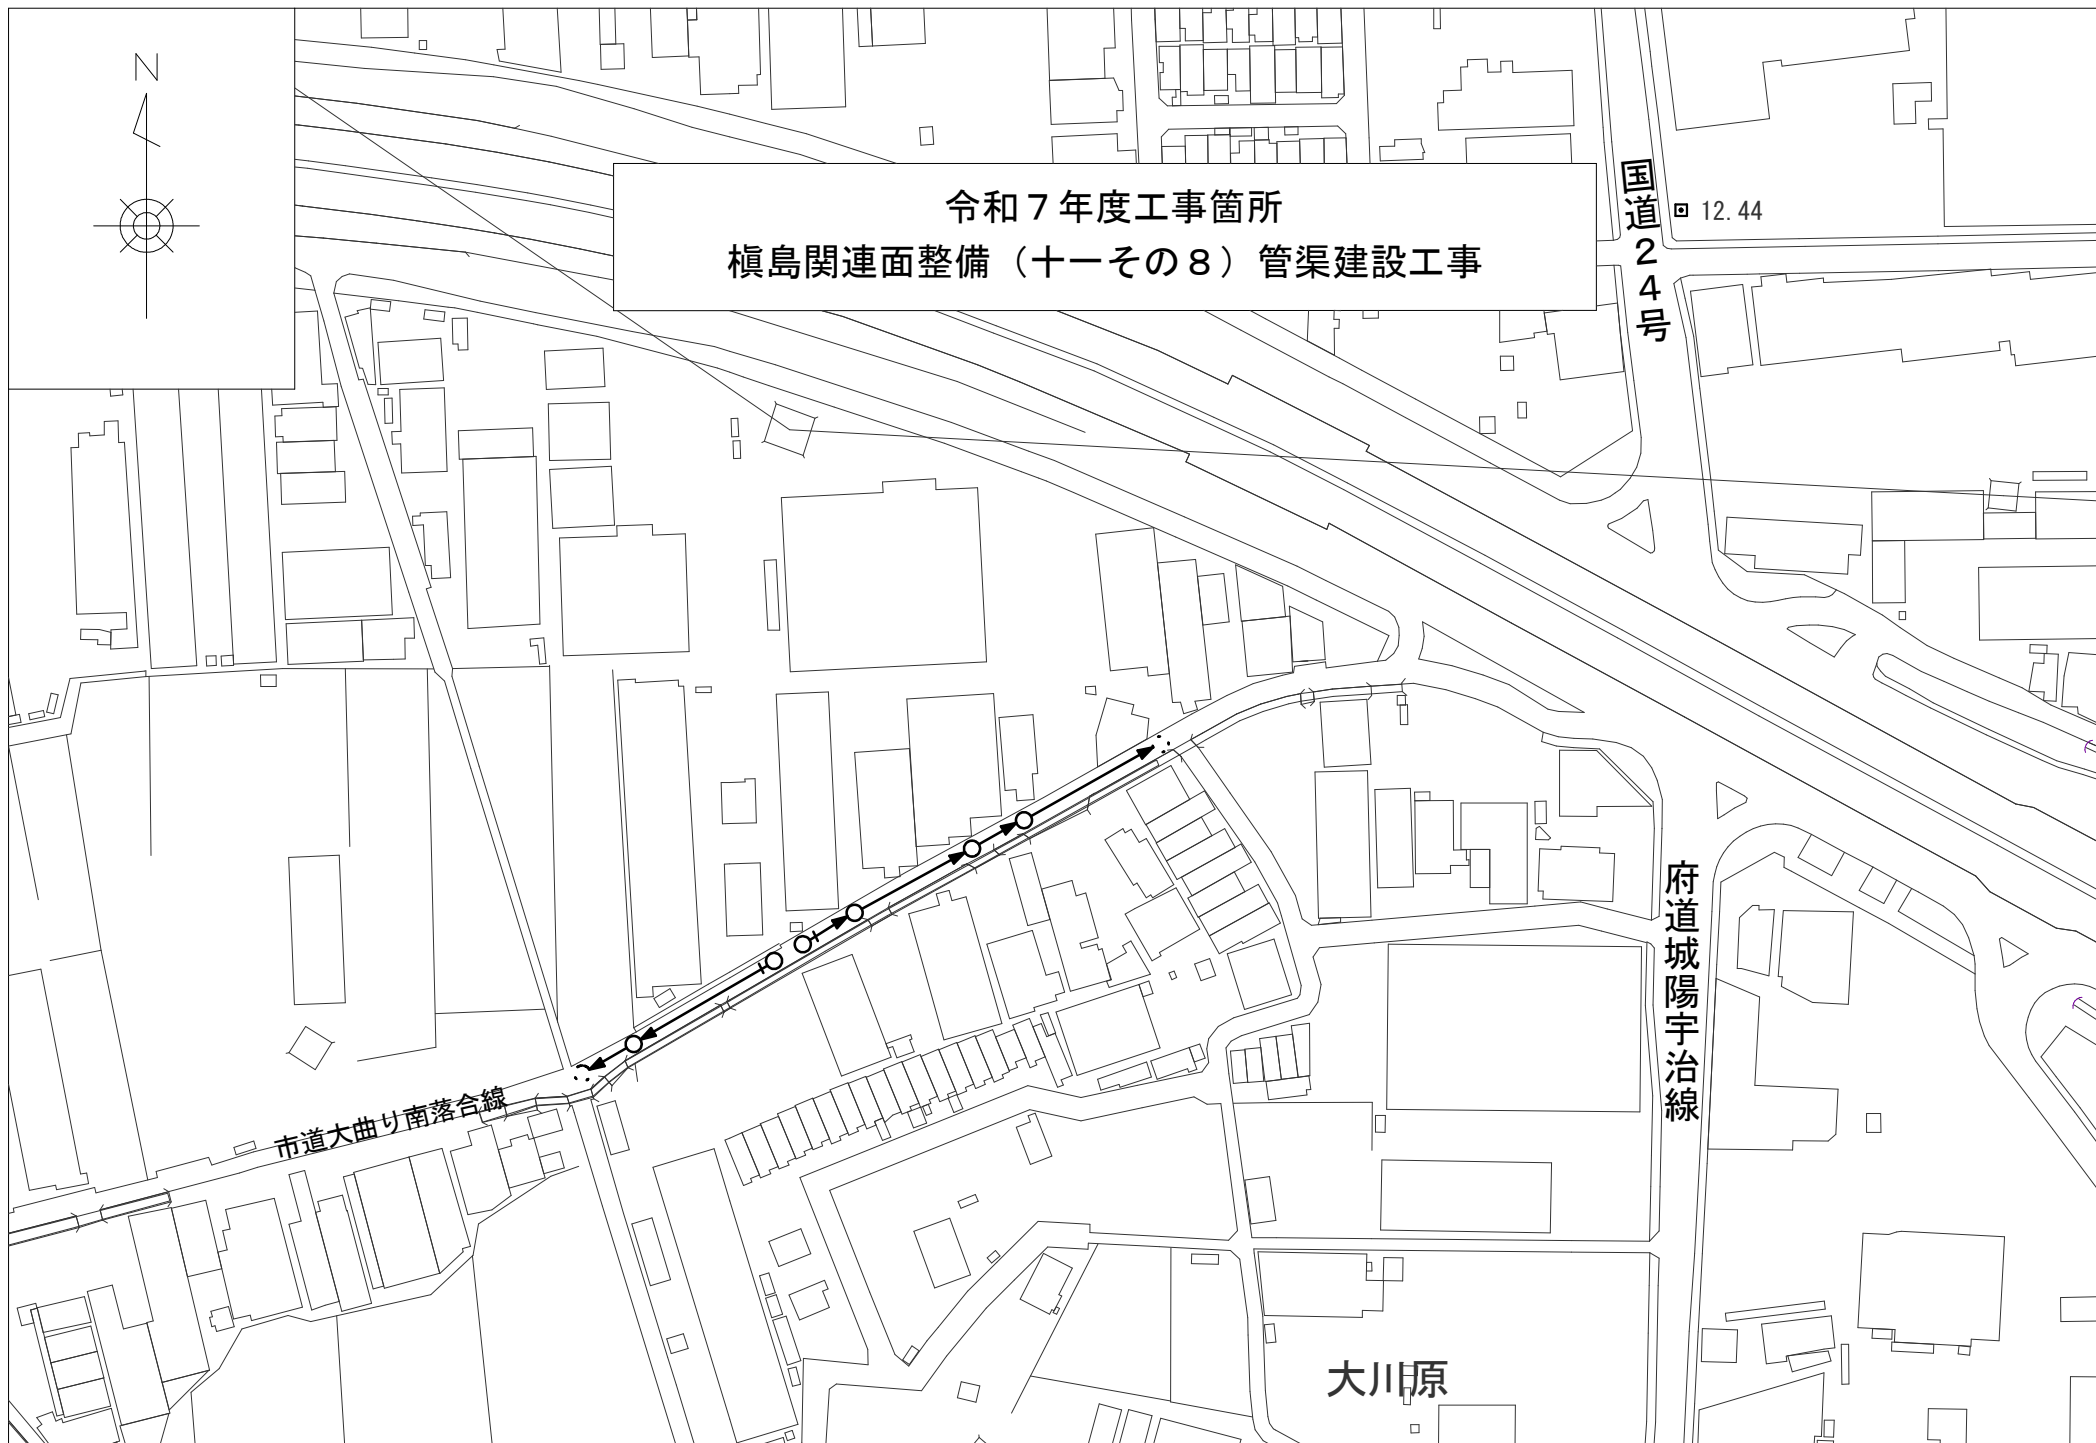 N
令和７年度工事箇所
槇島関連面整備（十一その８）管渠建設工事
国道２４号
12.44
府道城陽宇治線
市道大曲り南落合線
大川原